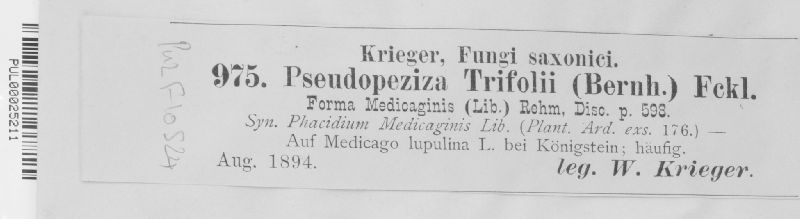 PUL00025211
PUL F10524
Krieger, Fungi saxonici.
975. Pseudopeziza Trifolii (Bernh.) Fckl.
Forma Medicaginis (Lib.) Rehm, Disc. p. 598.
Syn. Phacidium Medicaginis Lib. (Plant. Ard. exs. 176.) —
Auf Medicago lupulina L. bei Königstein; häufig.
Aug. 1894. leg. W. Krieger.